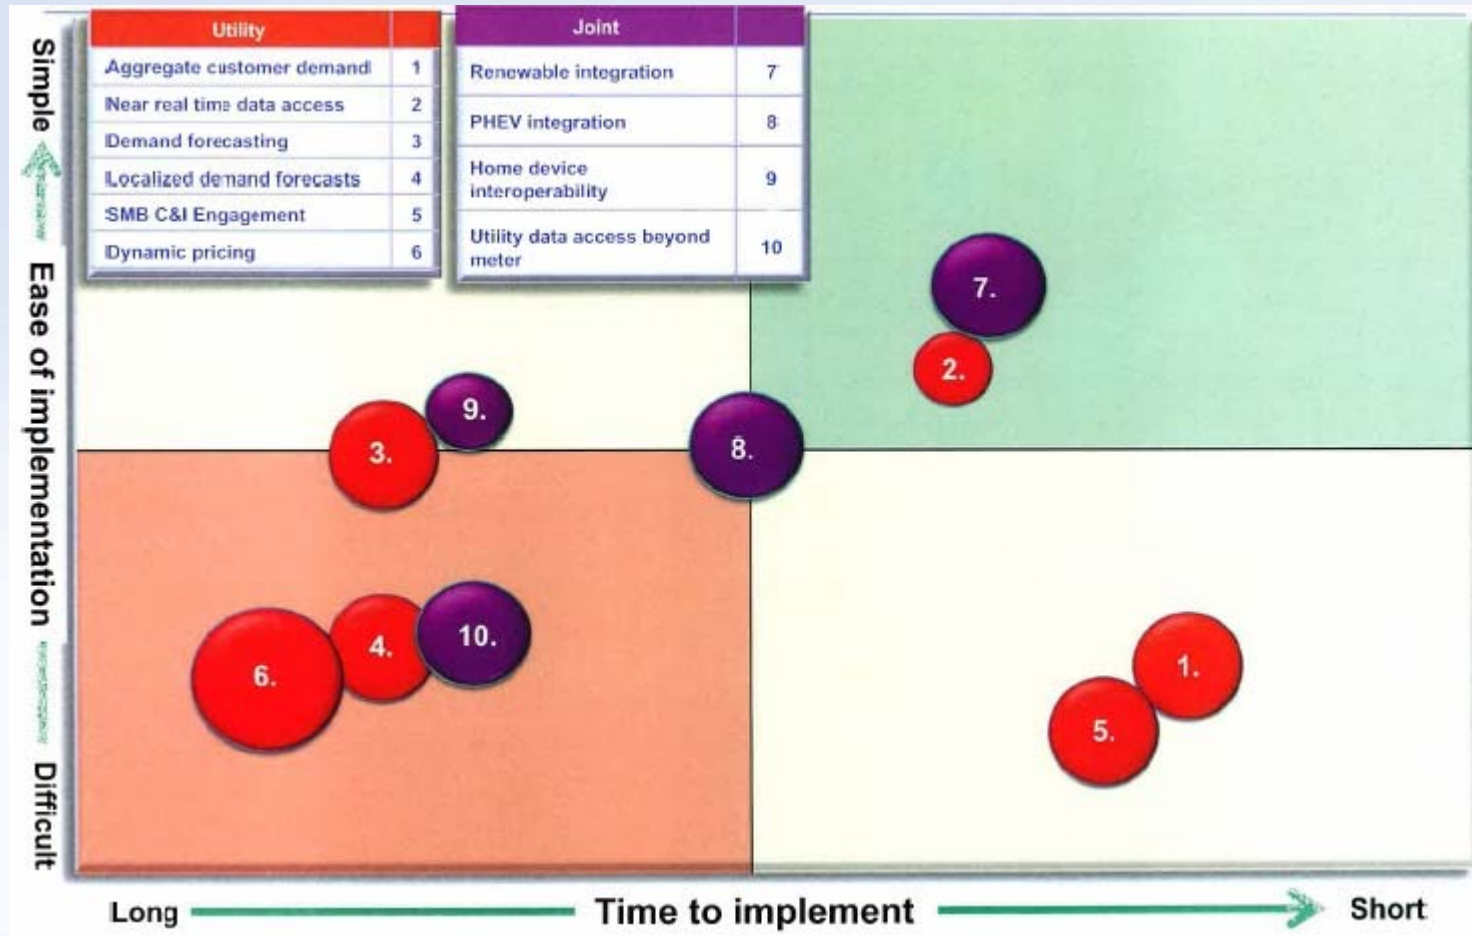 Utility
Aggregate customer demand 1
Near real time data access 2
Demand forecasting 3
Localized demand forecasts 4
SMB C&I Engagement 5
Dynamic pricing 6
Joint
Renewable integration 7
PHEV integration 8
Home device
interoperability 9
Utility data access beyond
meter 10
Simple
Ease of implementation
Difficult
7.
2.
9.
3.
8.
10.
4.
6.
1.
5.
Long
Time to implement
Short